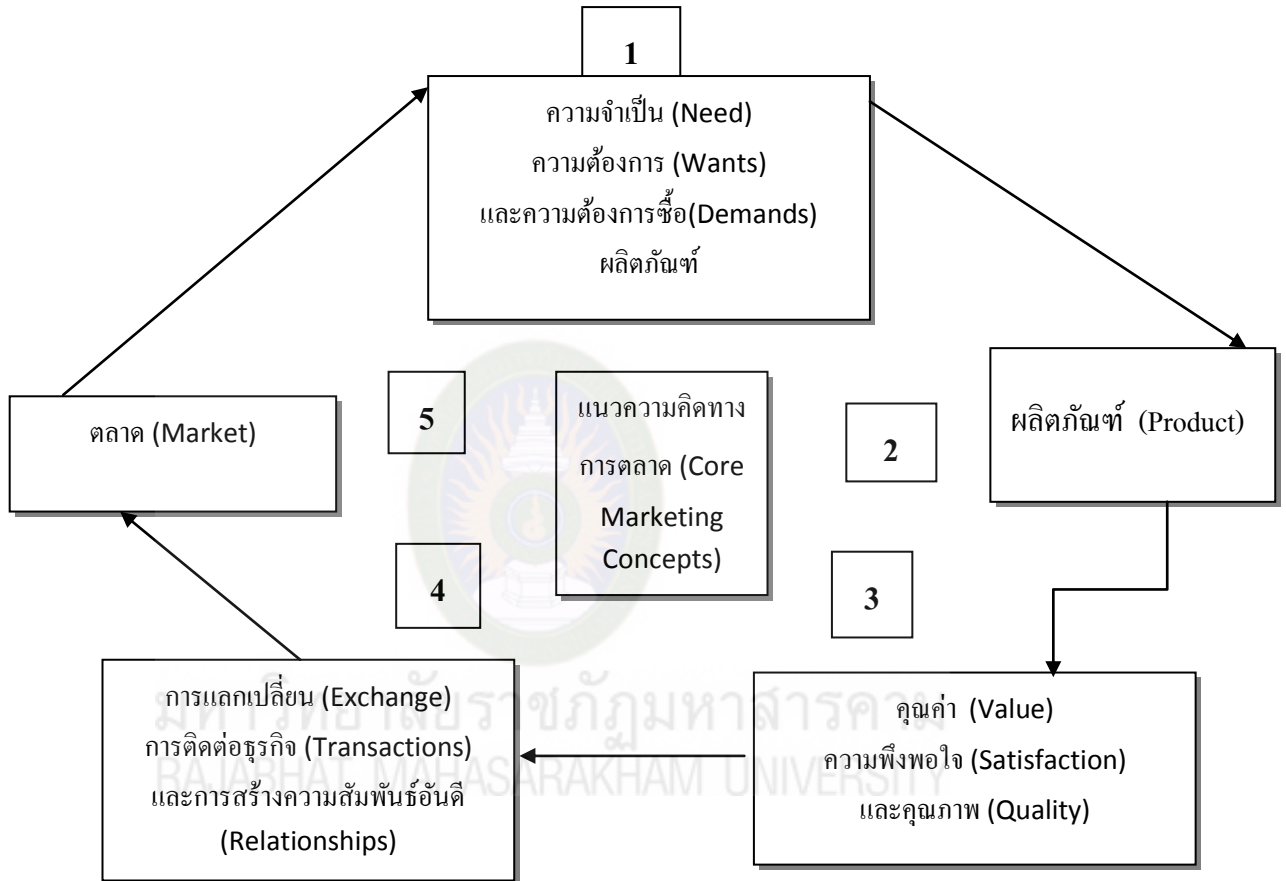 1
ความจำเป็น (Need)
ความต้องการ (Wants)
และความต้องการซื้อ(Demands)
ผลิตภัณฑ์
ผลิตภัณฑ์ (Product)
2
3
คุณค่า (Value)
ความพึงพอใจ (Satisfaction)
และคุณภาพ (Quality)
การแลกเปลี่ยน (Exchange)
การติดต่อธุรกิจ (Transactions)
และการสร้างความสัมพันธ์อันดี
(Relationships)
4
5
ตลาด (Market)
แนวความคิดทาง
การตลาด (Core
Marketing
Concepts)
มหาวิทยาลัยราชภัฏมหาสารคาม
RAJABHAT MAHASARAKHAM UNIVERSITY